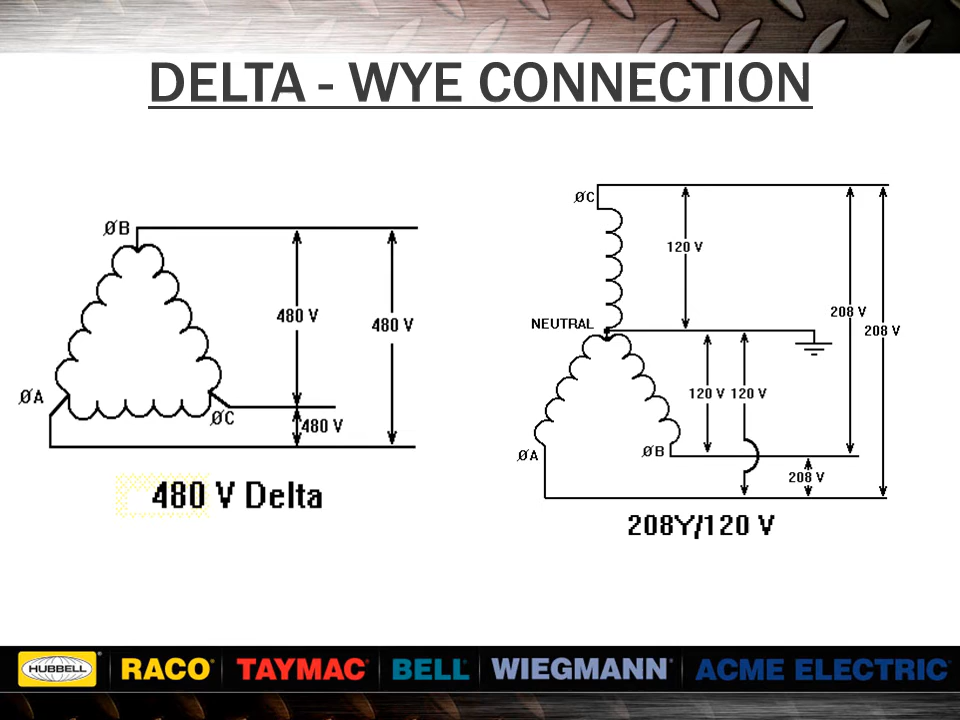 DELTA - WYE CONNECTION
ØB
480 V
480 V
ØA
ØC
480 V
480 V Delta
ØC
120 V
208 V
208 V
NEUTRAL
120 V 120 V
ØA
ØB
208 V
208Y/120 V
HUBBELL® RACO® TAYMAC® BELL® WIEGMANN® ACME ELECTRIC®